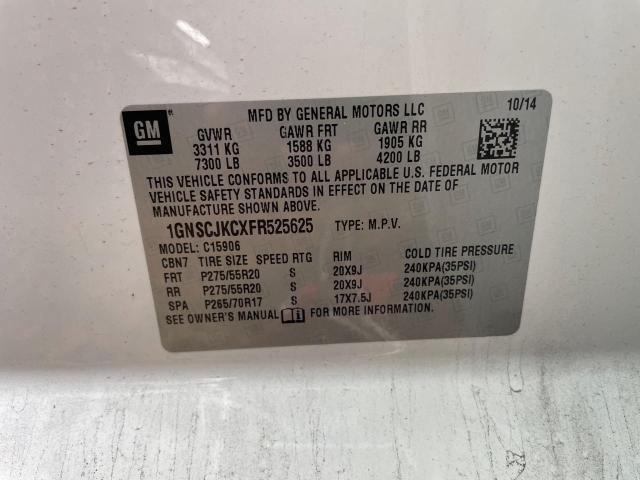 GM
MFD BY GENERAL MOTORS LLC 10/14
GVWR GAWR FRT GAWR RR
3311 KG 1588 KG 1905 KG
7300 LB 3500 LB 4200 LB
THIS VEHICLE CONFORMS TO ALL APPLICABLE U.S. FEDERAL MOTOR
VEHICLE SAFETY STANDARDS IN EFFECT ON THE DATE OF
MANUFACTURE SHOWN ABOVE.
1GNSCJKCXFR525625 TYPE: M.P.V.
MODEL: C15906
CBN7 TIRE SIZE SPEED RTG RIM COLD TIRE PRESSURE
FRT P275/55R20 S 20X9J 240KPA(35PSI)
RR P275/55R20 S 20X9J 240KPA(35PSI)
SPA P265/70R17 S 17X7.5J 240KPA(35PSI)
SEE OWNER'S MANUAL FOR MORE INFORMATION.